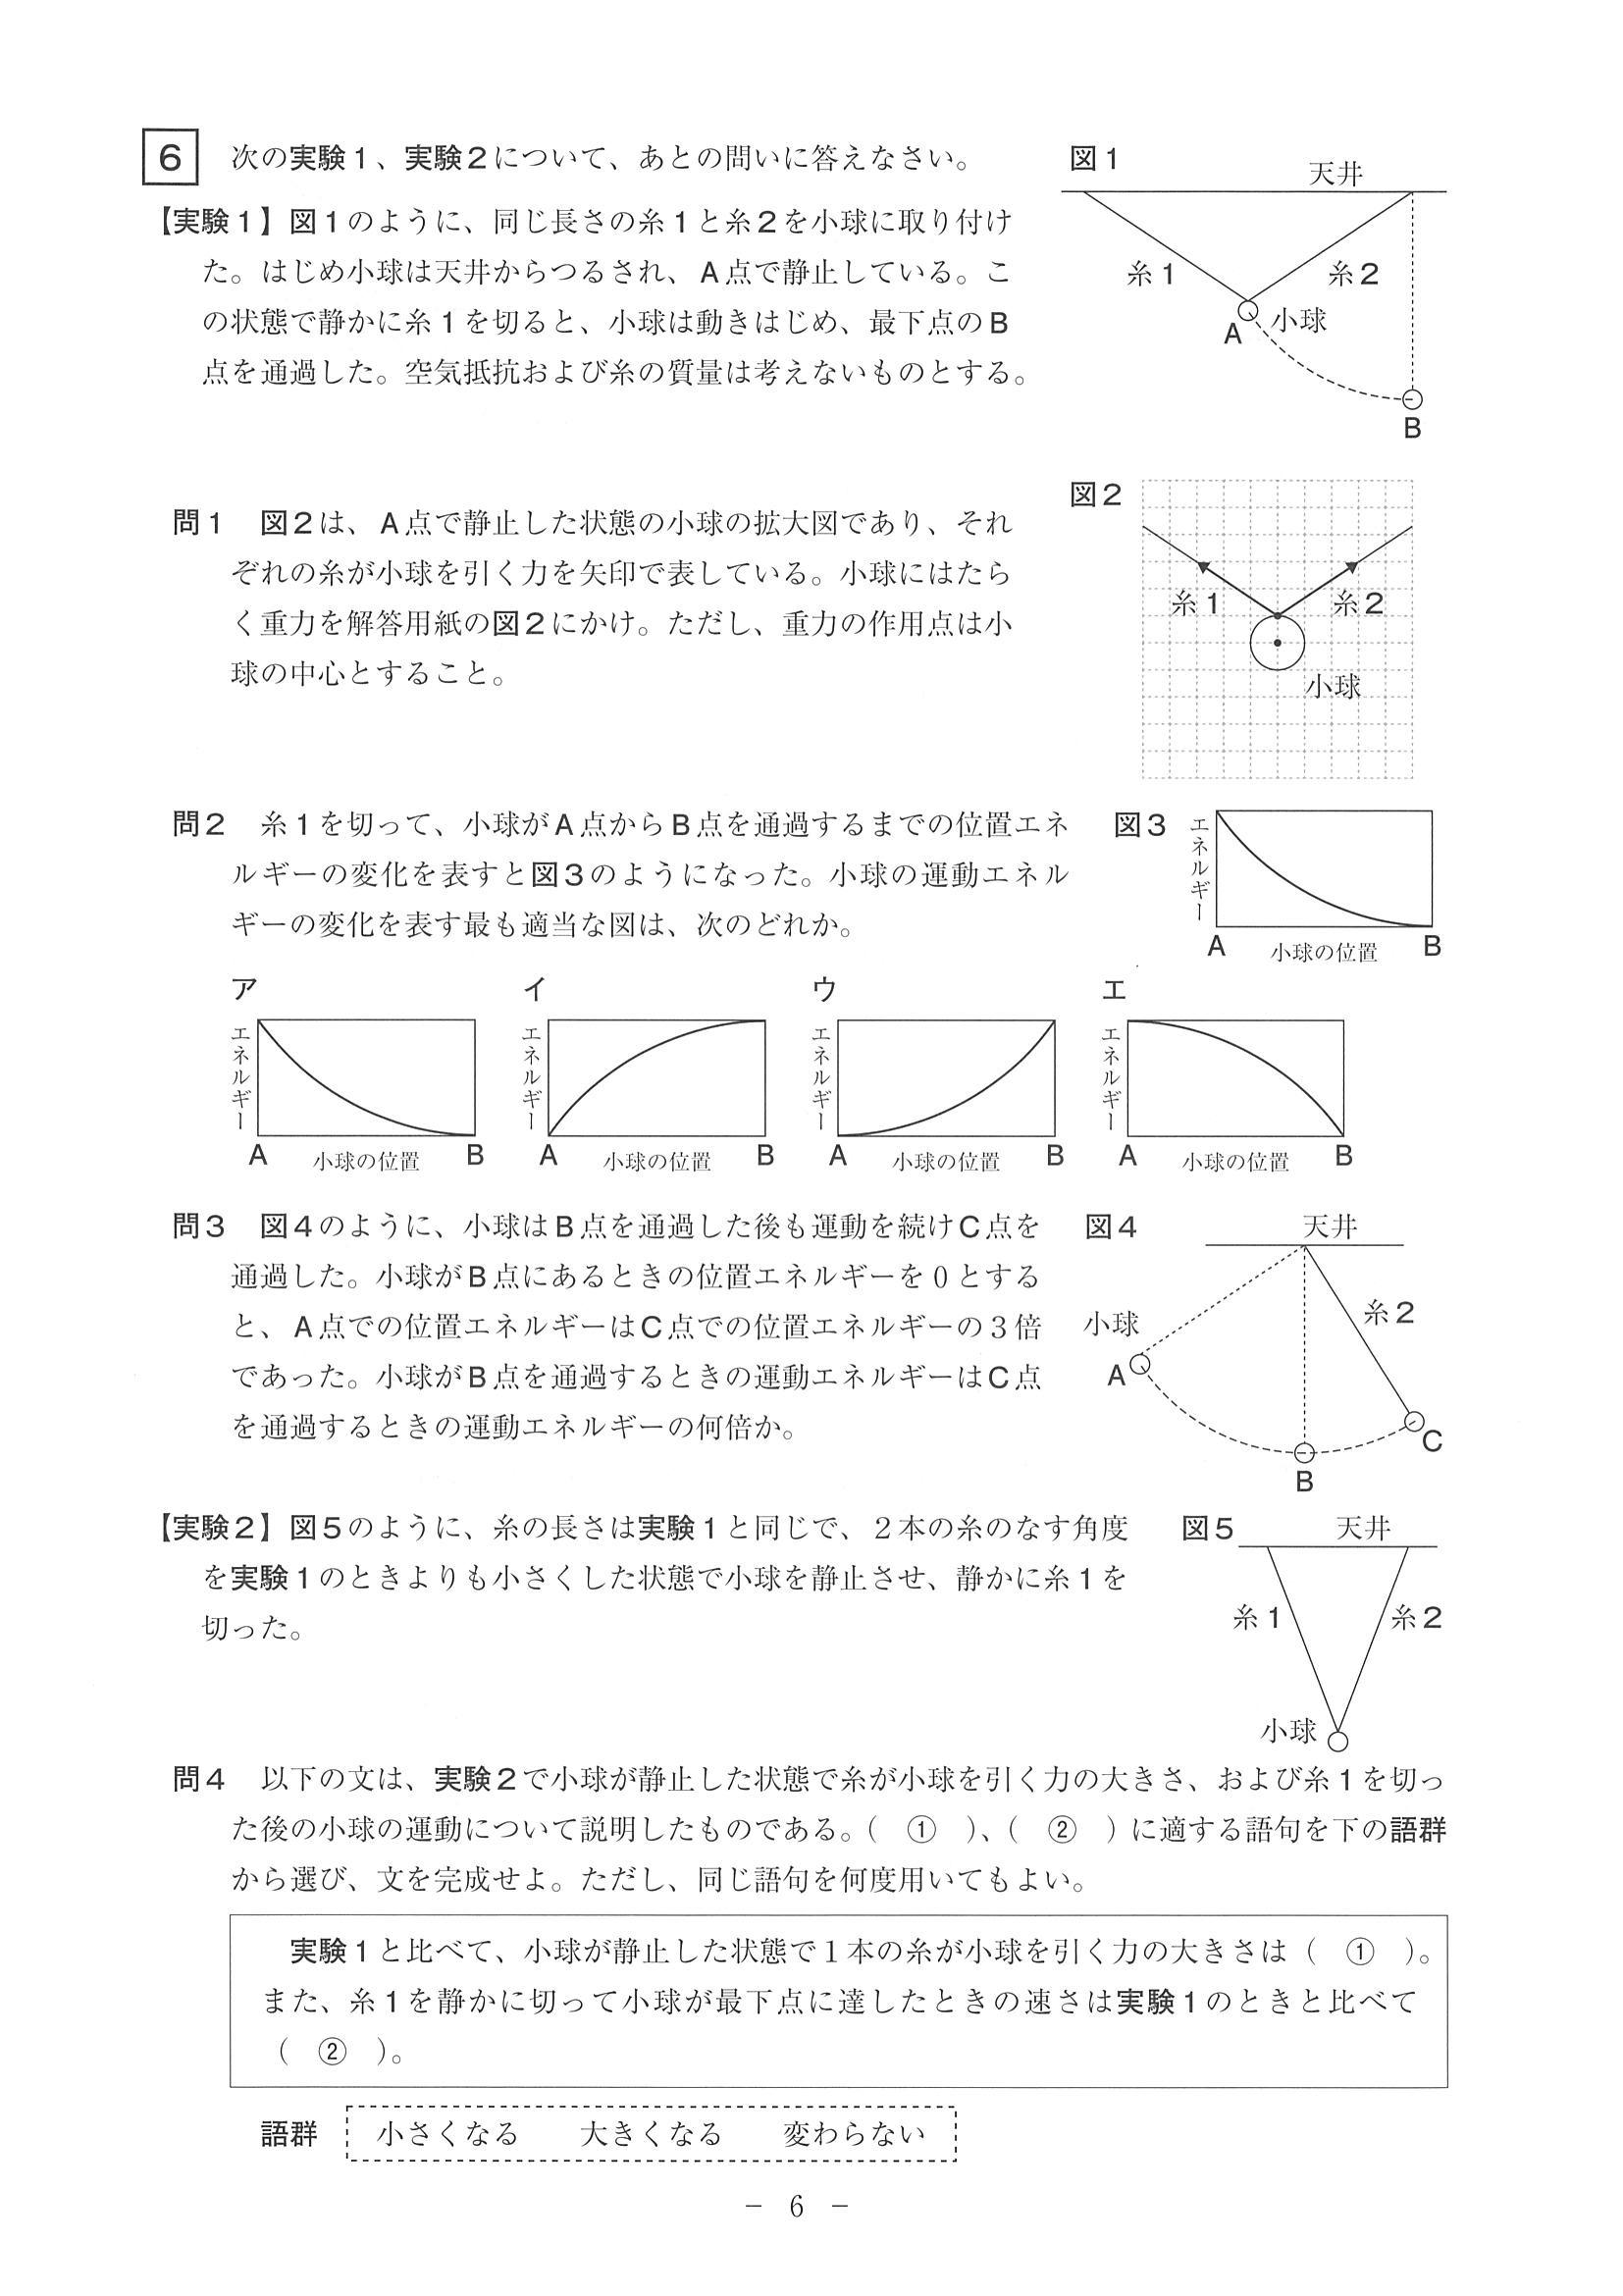 6 次の実験1、実験2について、あとの問いに答えなさい。
【実験1】図1のように、同じ長さの糸1と糸2を小球に取り付け
た。はじめ小球は天井からつるされ、A点で静止している。こ
の状態で静かに糸1を切ると、小球は動きはじめ、最下点のB
点を通過した。空気抵抗および糸の質量は考えないものとする。
図1
天井
糸1
糸2
A
小球
B
問1 図2は、A点で静止した状態の小球の拡大図であり、それ
ぞれの糸が小球を引く力を矢印で表している。小球にはたら
く重力を解答用紙の図2にかけ。ただし、重力の作用点は小
球の中心とすること。
図2
糸1
糸2
小球
問2 糸1を切って、小球がA点からB点を通過するまでの位置エネ
ルギーの変化を表すと図3のようになった。小球の運動エネル
ギーの変化を表す最も適当な図は、次のどれか。
図3
エネルギー
A 小球の位置 B
ア
エネルギー
A 小球の位置 B
イ
エネルギー
A 小球の位置 B
ウ
エネルギー
A 小球の位置 B
エ
エネルギー
A 小球の位置 B
問3 図4のように、小球はB点を通過した後も運動を続けC点を
通過した。小球がB点にあるときの位置エネルギーを0とする
と、A点での位置エネルギーはC点での位置エネルギーの3倍
であった。小球がB点を通過するときの運動エネルギーはC点
を通過するときの運動エネルギーの何倍か。
図4
天井
糸2
小球
A
C
B
【実験2】図5のように、糸の長さは実験1と同じで、2本の糸のなす角度
を実験1のときよりも小さくした状態で小球を静止させ、静かに糸1を
切った。
図5
天井
糸1
糸2
小球
問4 以下の文は、実験2で小球が静止した状態で糸が小球を引く力の大きさ、および糸1を切っ
た後の小球の運動について説明したものである。( ① )、( ② )に適する語句を下の語群
から選び、文を完成せよ。ただし、同じ語句を何度用いてもよい。
実験1と比べて、小球が静止した状態で1本の糸が小球を引く力の大きさは( ① )。
また、糸1を静かに切って小球が最下点に達したときの速さは実験1のときと比べて
( ② )。
語群 小さくなる 大きくなる 変わらない
- 6 -